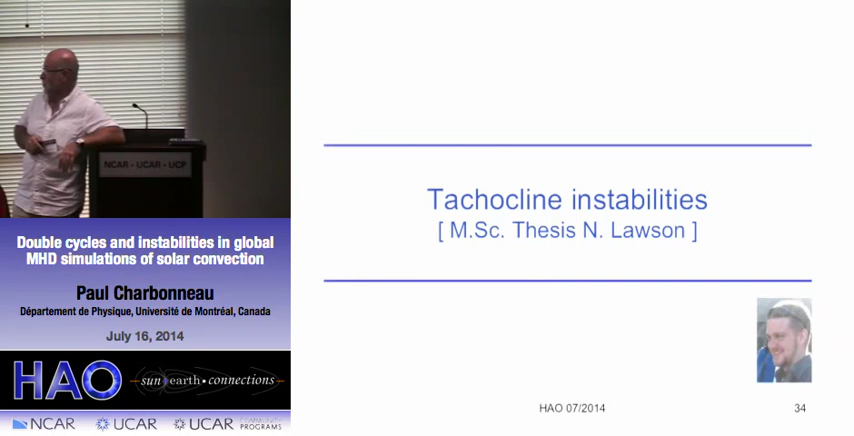 NCAR - UCAR - UCP
Double cycles and instabilities in global
MHD simulations of solar convection
Paul Charbonneau
Département de Physique, Université de Montréal, Canada
July 16, 2014
HAO
sun earth • connections
NCAR
UCAR
UCAR COMMUNITY
PROGRAMS
Tachocline instabilities
[ M.Sc. Thesis N. Lawson ]
HAO 07/2014
34